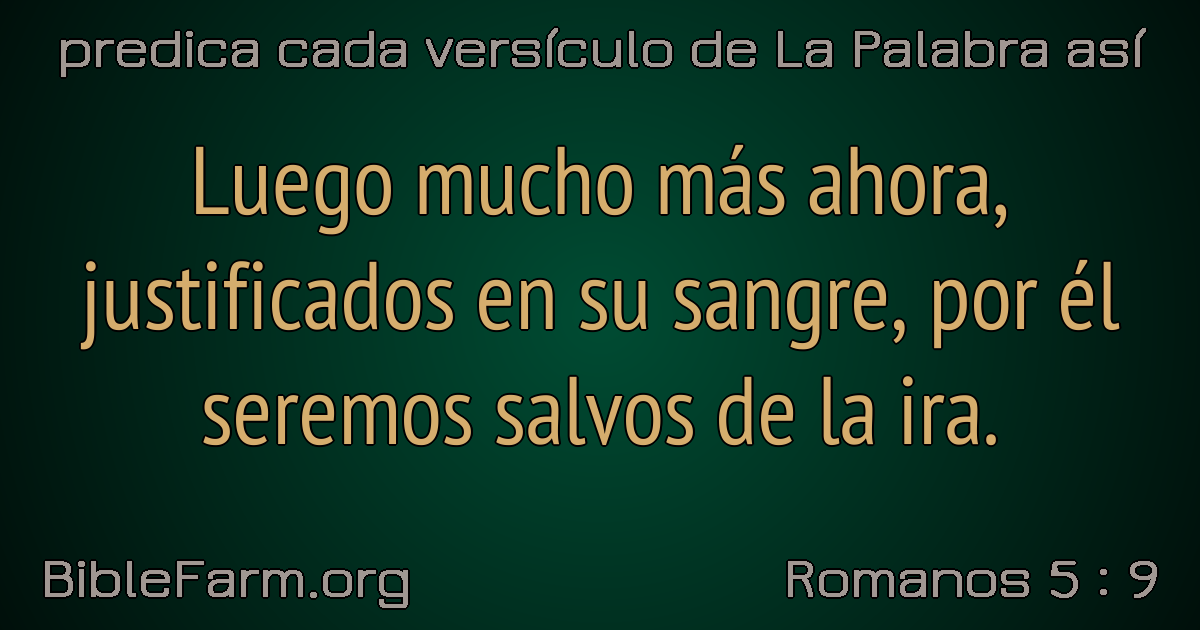 predica cada versículo de La Palabra así
Luego mucho más ahora,
justificados en su sangre, por él
seremos salvos de la ira.
BibleFarm.org
Romanos 5 : 9